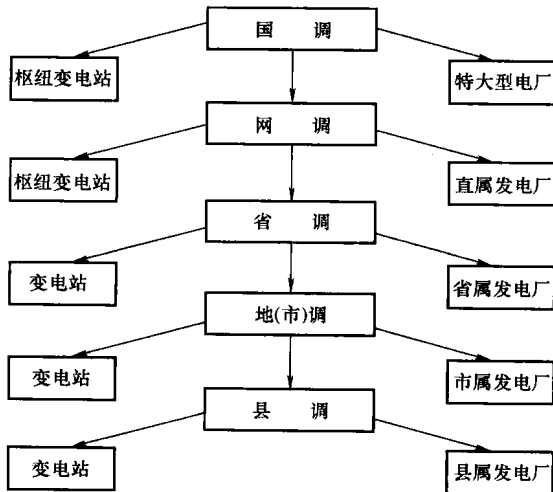 国 调
枢纽变电站
特大型电厂
网 调
枢纽变电站
直属发电厂
省 调
变电站
省属发电厂
地(市)调
变电站
市属发电厂
县 调
变电站
县属发电厂